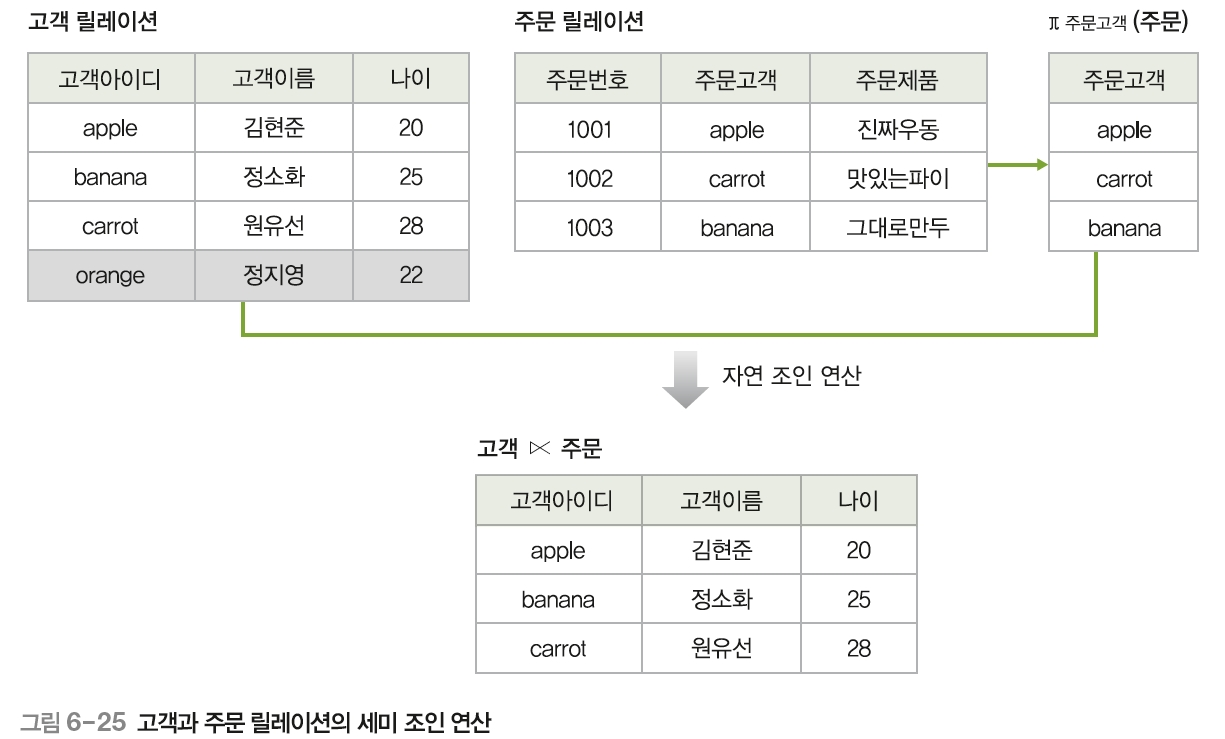 고객 릴레이션
고객아이디 고객이름 나이
apple 김현준 20
banana 정소화 25
carrot 원유선 28
orange 정지영 22
주문 릴레이션
주문번호 주문고객 주문제품
1001 apple 진짜우동
1002 carrot 맛있는파이
1003 banana 그대로만두
π 주문고객 (주문)
주문고객
apple
carrot
banana
자연 조인 연산
고객 ⋉ 주문
고객아이디 고객이름 나이
apple 김현준 20
banana 정소화 25
carrot 원유선 28
그림 6-25 고객과 주문 릴레이션의 세미 조인 연산